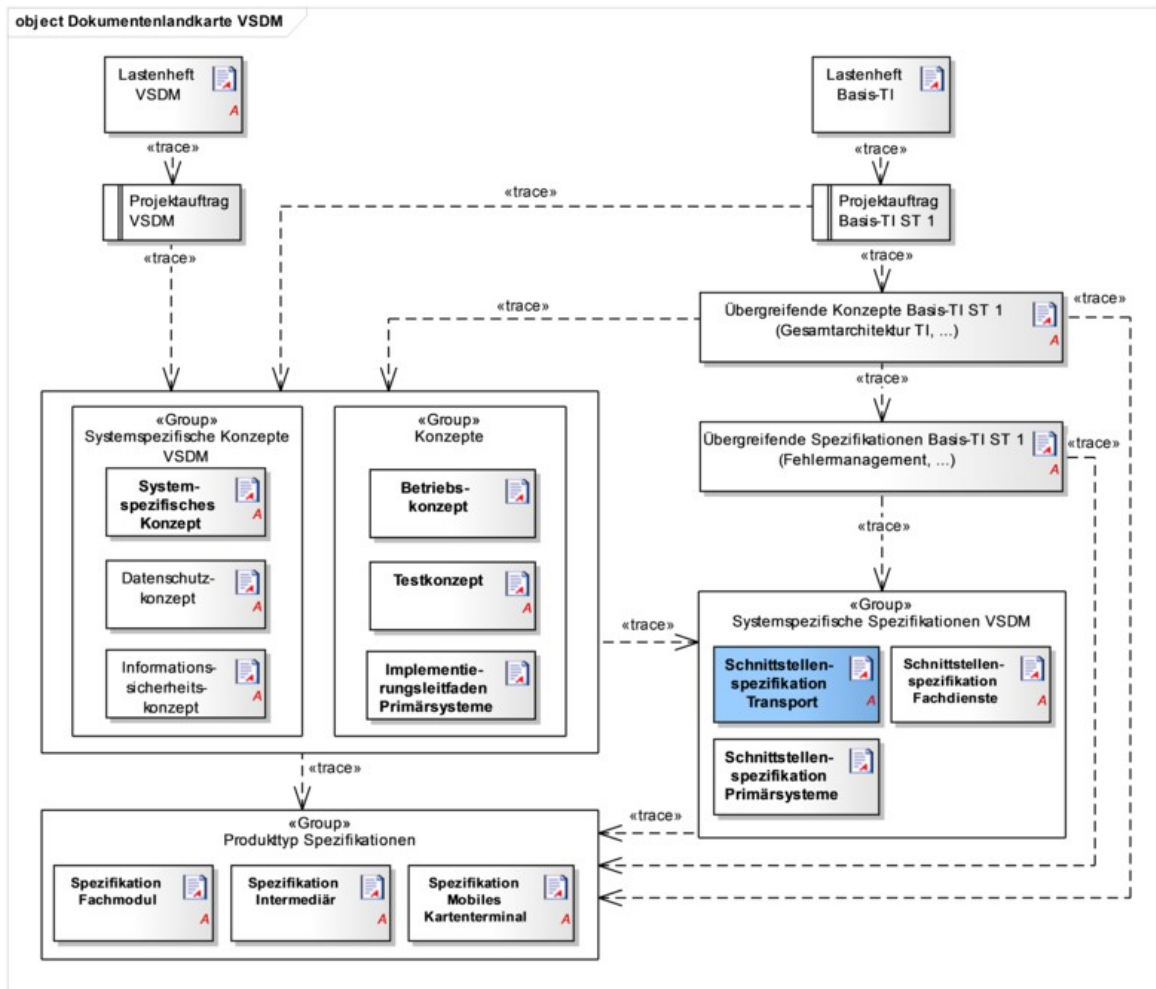 object Dokumentenlandkarte VSDM
Lastenheft
VSDM
A
Lastenheft
Basis-TI
«trace»
«trace»
Projektauftrag
VSDM
«trace»
Projektauftrag
Basis-TI ST 1
«trace»
«trace»
«trace»
Übergreifende Konzepte Basis-TI ST 1
(Gesamtarchitektur TI, ...)
A
«trace»
«trace»
Übergreifende Spezifikationen Basis-TI ST 1
(Fehlermanagement, ...)
A
«trace»
«trace»
«Group»
Systemspezifische Konzepte
VSDM
System-
spezifisches
Konzept
A
Datenschutz-
konzept
A
Informations-
sicherheits-
konzept
A
«Group»
Konzepte
Betriebs-
konzept
Testkonzept
A
Implementie-
rungsleitfaden
Primärsysteme
«trace»
«Group»
Systemspezifische Spezifikationen VSDM
Schnittstellen-
spezifikation
Transport
A
Schnittstellen-
spezifikation
Fachdienste
A
Schnittstellen-
spezifikation
Primärsysteme
«trace»
«trace»
«Group»
Produkttyp Spezifikationen
Spezifikation
Fachmodul
A
Spezifikation
Intermediär
A
Spezifikation
Mobiles
Kartenterminal
A